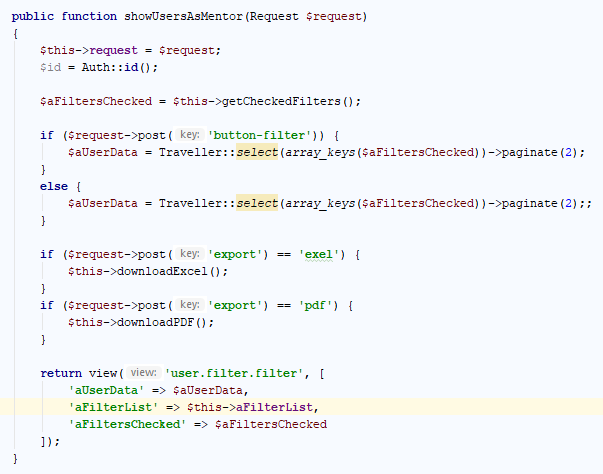 public function showUsersAsMentor(Request $request)
{
$this->request = $request;
$id = Auth::id();
$aFiltersChecked = $this->getCheckedFilters();
if ($request->post( key: 'button-filter')) {
$aUserData = Traveller::select(array_keys($aFiltersChecked))->paginate(2);
}
else {
$aUserData = Traveller::select(array_keys($aFiltersChecked))->paginate(2);;
}
if ($request->post( key: 'export') == 'exel') {
$this->downloadExcel();
}
if ($request->post( key: 'export') == 'pdf') {
$this->downloadPDF();
}
return view( view: 'user.filter.filter', [
'aUserData' => $aUserData,
'aFilterList' => $this->aFilterList,
'aFiltersChecked' => $aFiltersChecked
]);
}